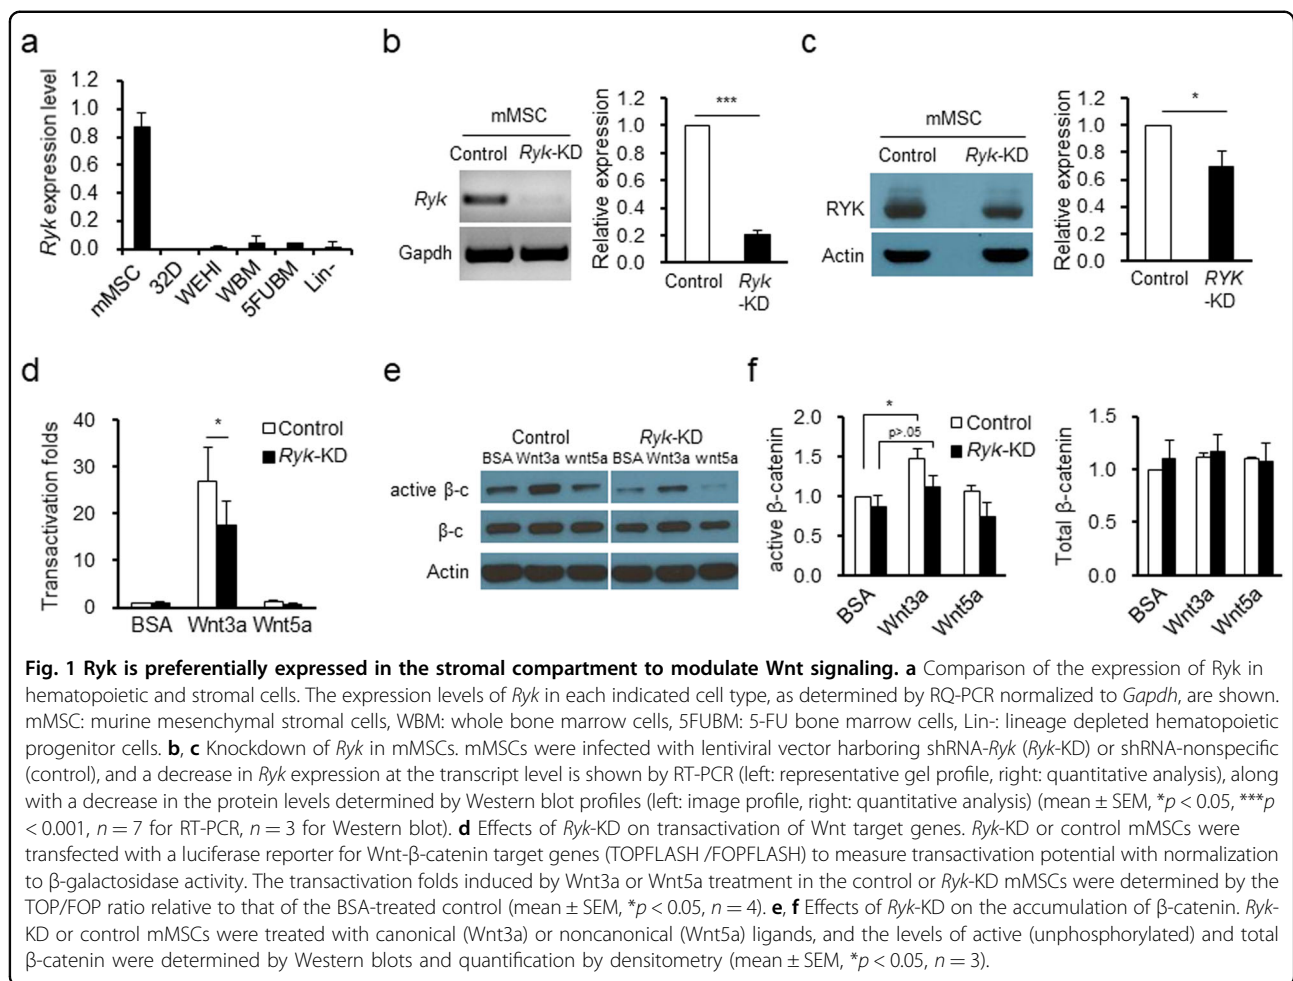 a
Ryk expression level
1.2
1.0
0.8
0.6
0.4
0.2
0.0
mMSC
32D
WEHI
WBM
5FUBM
Lin-
b
mMSC
Control Ryk-KD
Ryk
Gapdh
Relative expression
1.2
1.0
0.8
0.6
0.4
0.2
0.0
***
Control Ryk
-KD
c
mMSC
Control Ryk-KD
RYK
Actin
Relative expression
1.2
1.0
0.8
0.6
0.4
0.2
0.0
*
Control RYK
-KD
d
Transactivation folds
40
30
20
10
0
*
Control
Ryk-KD
BSA Wnt3a Wnt5a
e
Control Ryk-KD
BSA Wnt3a wnt5a BSA Wnt3a wnt5a
active β-c
β-c
Actin
f
active β-catenin
2.0
1.5
1.0
0.5
0.0
*
p>.05
Control
Ryk-KD
BSA
Wnt3a
Wnt5a
Total β-catenin
1.5
1.0
0.5
0.0
BSA
Wnt3a
Wnt5a
Fig. 1 Ryk is preferentially expressed in the stromal compartment to modulate Wnt signaling. a Comparison of the expression of Ryk in
hematopoietic and stromal cells. The expression levels of Ryk in each indicated cell type, as determined by RQ-PCR normalized to Gapdh, are shown.
mMSC: murine mesenchymal stromal cells, WBM: whole bone marrow cells, 5FUBM: 5-FU bone marrow cells, Lin-: lineage depleted hematopoietic
progenitor cells. b, c Knockdown of Ryk in mMSCs. mMSCs were infected with lentiviral vector harboring shRNA-Ryk (Ryk-KD) or shRNA-nonspecific
(control), and a decrease in Ryk expression at the transcript level is shown by RT-PCR (left: representative gel profile, right: quantitative analysis), along
with a decrease in the protein levels determined by Western blot profiles (left: image profile, right: quantitative analysis) (mean ± SEM, *p < 0.05, ***p
< 0.001, n = 7 for RT-PCR, n = 3 for Western blot). d Effects of Ryk-KD on transactivation of Wnt target genes. Ryk-KD or control mMSCs were
transfected with a luciferase reporter for Wnt-β-catenin target genes (TOPFLASH /FOPFLASH) to measure transactivation potential with normalization
to β-galactosidase activity. The transactivation folds induced by Wnt3a or Wnt5a treatment in the control or Ryk-KD mMSCs were determined by the
TOP/FOP ratio relative to that of the BSA-treated control (mean ± SEM, *p < 0.05, n = 4). e, f Effects of Ryk-KD on the accumulation of β-catenin. Ryk-
KD or control mMSCs were treated with canonical (Wnt3a) or noncanonical (Wnt5a) ligands, and the levels of active (unphosphorylated) and total
β-catenin were determined by Western blots and quantification by densitometry (mean ± SEM, *p < 0.05, n = 3).